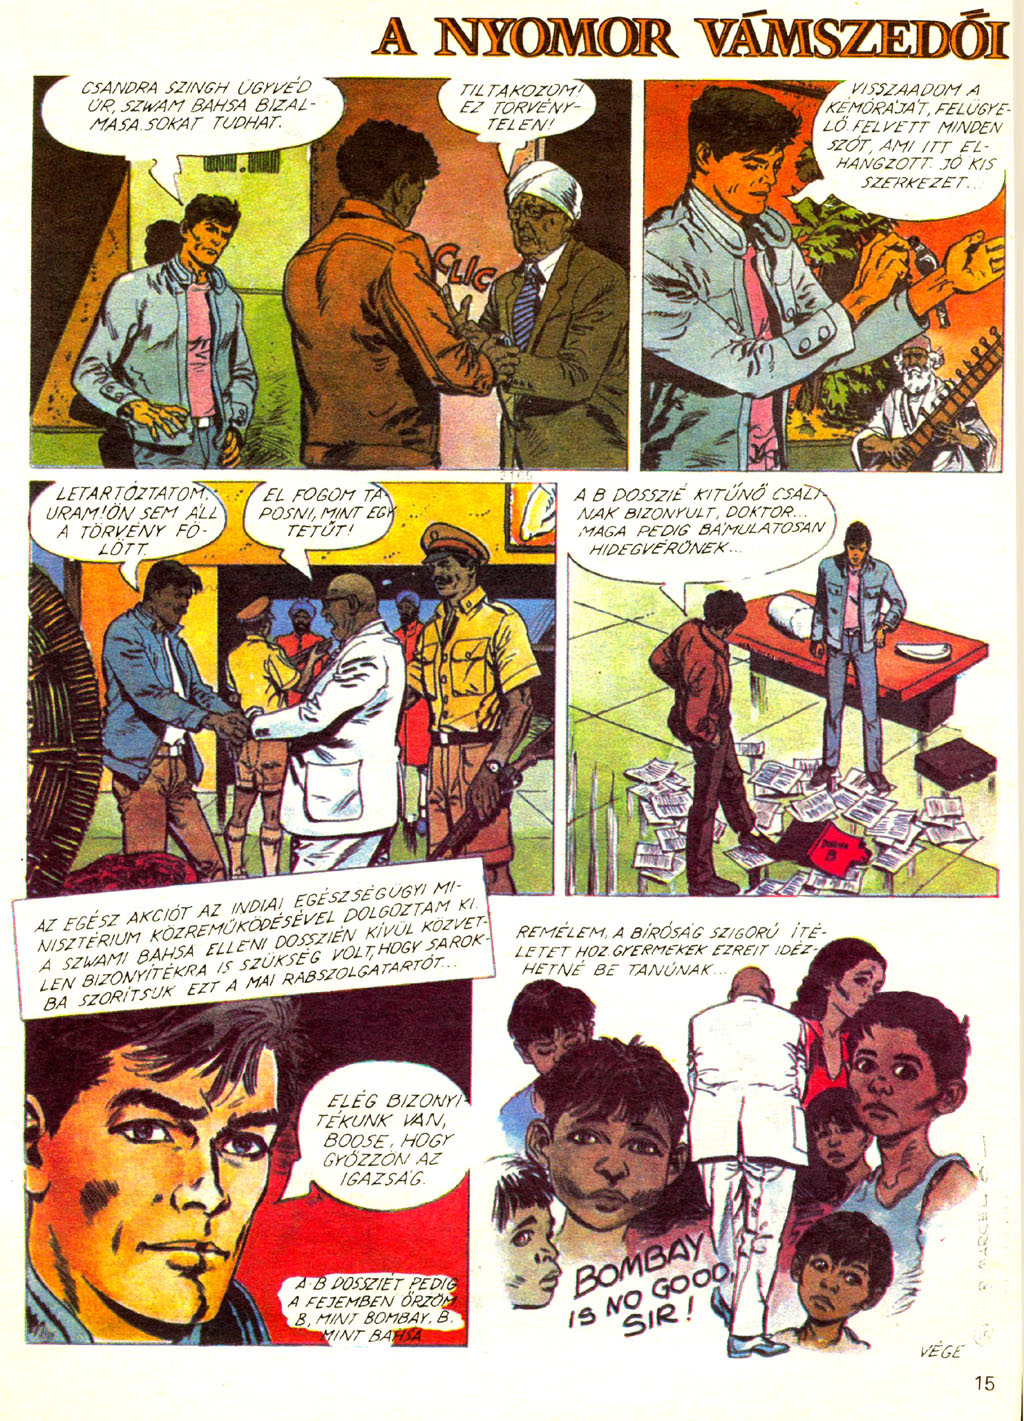 A NYOMOR VÁMSZEDŐI
CSANDRA SZINGH ÜGYVÉD
ÚR, SZWAM BAHSA BIZAL-
MASA. SOKAT TUDHAT.
TILTAKOZOM!
EZ TÖRVÉNY-
TELEN!
CLIC
VISSZAADOM A
KEMÓRÁJÁT, FELÜGYE-
LŐ. FELVETT MINDEN
SZÓT, AMI ITT EL-
HANGZOTT. JÓ KIS
SZERKEZET...
LETARTÓZTATOM,
URAM! ÖN SEM ÁLL
A TÖRVÉNY FÖ-
LÖTT.
EL FOGOM TA-
POSNI, MINT EGY
TETŰT!
A B DOSSZIÉ KITŰNŐ CSALI-
NAK BIZONYULT, DOKTOR...
MAGA PEDIG BÁMULATOSAN
HIDEGVÉRŰNEK...
B
AZ EGÉSZ AKCIÓT AZ INDIAI EGÉSZSÉGÜGYI MI-
NISZTÉRIUM KÖZREMŰKÖDÉSÉVEL DOLGOZTAM KI.
A SZWAMI BAHSA ELLENI DOSSZIÉN KÍVÜL KÖZVET-
LEN BIZONYÍTÉKRA IS SZÜKSÉG VOLT, HOGY SAROK-
BA SZORÍTSUK EZT A MAI RABSZOLGATARTÓT...
ELÉG BIZONYÍ-
TÉKUNK VAN,
BOOSE, HOGY
GYŐZZÖN AZ
IGAZSÁG.
A B DOSSZIÉT PEDIG
A FEJEMBEN ŐRZÖM
B, MINT BOMBAY, B.
MINT BAHSA
REMÉLEM, A BÍRÓSÁG SZIGORÚ ÍTÉ-
LETET HOZ. GYERMEKEK EZREIT IDÉZ-
HETNÉ BE TANÚNAK...
BOMBAY
IS NO GOOD,
SIR!
R MARCELLO
VÉGE
15